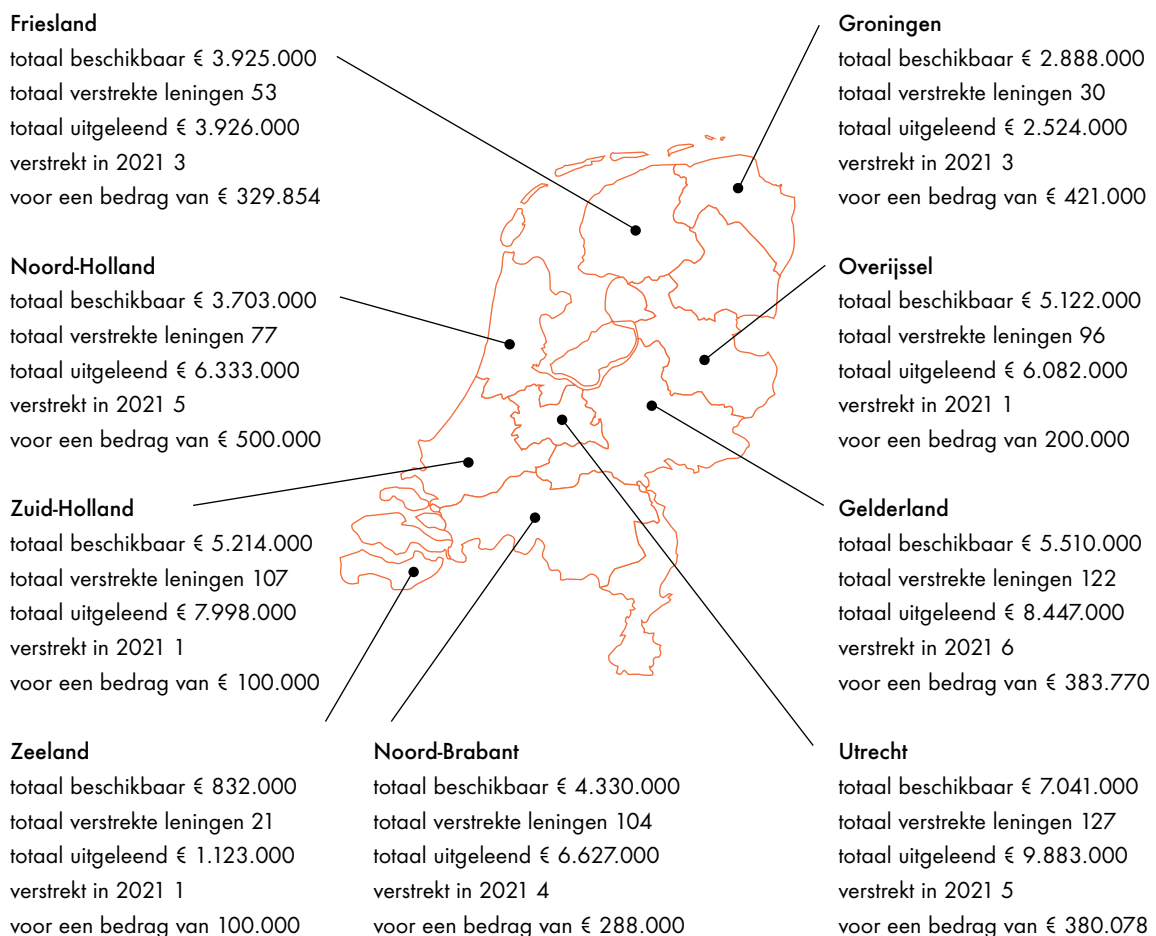 Friesland
totaal beschikbaar € 3.925.000
totaal verstrekte leningen 53
totaal uitgeleend € 3.926.000
verstrekt in 2021 3
voor een bedrag van € 329.854
Groningen
totaal beschikbaar € 2.888.000
totaal verstrekte leningen 30
totaal uitgeleend € 2.524.000
verstrekt in 2021 3
voor een bedrag van € 421.000
Noord-Holland
totaal beschikbaar € 3.703.000
totaal verstrekte leningen 77
totaal uitgeleend € 6.333.000
verstrekt in 2021 5
voor een bedrag van € 500.000
Overijssel
totaal beschikbaar € 5.122.000
totaal verstrekte leningen 96
totaal uitgeleend € 6.082.000
verstrekt in 2021 1
voor een bedrag van 200.000
Zuid-Holland
totaal beschikbaar € 5.214.000
totaal verstrekte leningen 107
totaal uitgeleend € 7.998.000
verstrekt in 2021 1
voor een bedrag van € 100.000
Gelderland
totaal beschikbaar € 5.510.000
totaal verstrekte leningen 122
totaal uitgeleend € 8.447.000
verstrekt in 2021 6
voor een bedrag van € 383.770
Zeeland
totaal beschikbaar € 832.000
totaal verstrekte leningen 21
totaal uitgeleend € 1.123.000
verstrekt in 2021 1
voor een bedrag van 100.000
Noord-Brabant
totaal beschikbaar € 4.330.000
totaal verstrekte leningen 104
totaal uitgeleend € 6.627.000
verstrekt in 2021 4
voor een bedrag van € 288.000
Utrecht
totaal beschikbaar € 7.041.000
totaal verstrekte leningen 127
totaal uitgeleend € 9.883.000
verstrekt in 2021 5
voor een bedrag van € 380.078